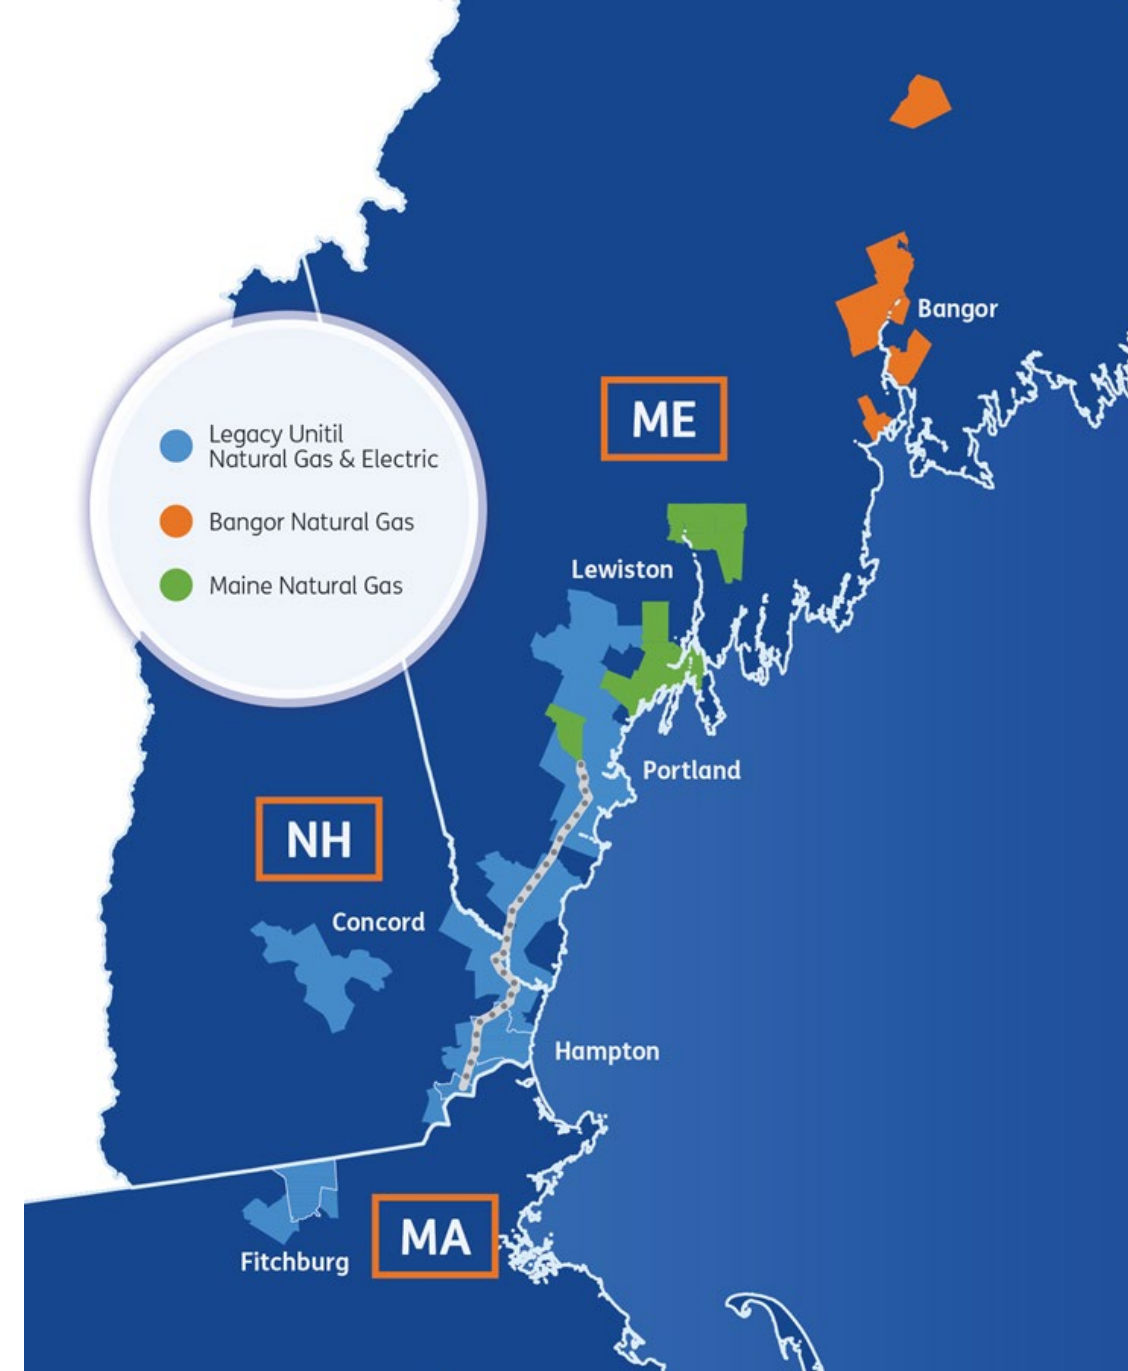 Bangor
ME
Legacy Unitil
Natural Gas & Electric
Bangor Natural Gas
Maine Natural Gas
Lewiston
Portland
NH
Concord
Hampton
MA
Fitchburg